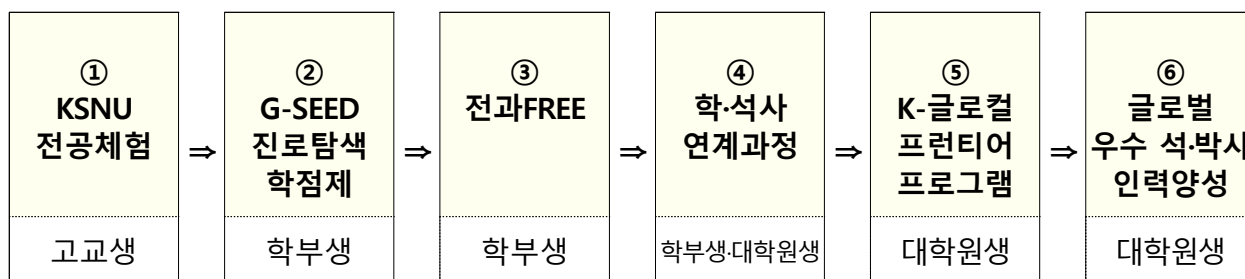 ①
KSNU
전공체험
⇒
②
G-SEED
진로탐색
학점제
⇒
③
전과FREE
⇒
④
학·석사
연계과정
⇒
⑤
K-글로컬
프런티어
프로그램
⇒
⑥
글로벌
우수 석·박사
인력양성
고교생
학부생
학부생
학부생·대학원생
대학원생
대학원생